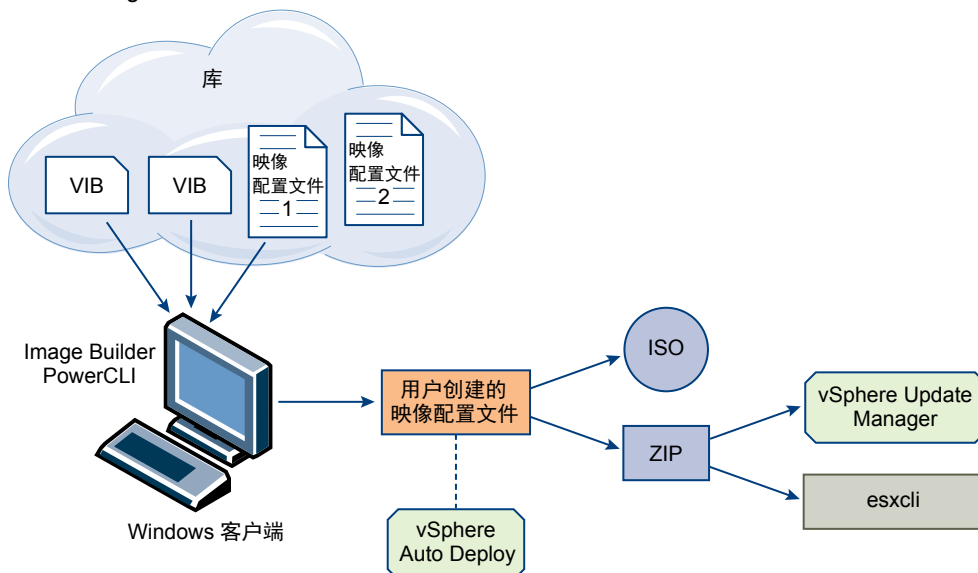 库
VIB
VIB
映像
配置文件
1
映像
配置文件
2
Image Builder
PowerCLI
Windows 客户端
用户创建的
映像配置文件
vSphere
Auto Deploy
ISO
ZIP
vSphere Update
Manager
esxcli